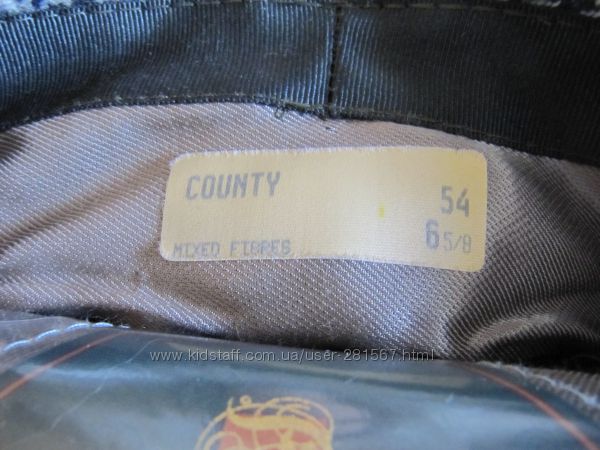 COUNTY 54
MIXED FIBRES 6 5/8
www.kidstaff.com.ua/user-281567.html